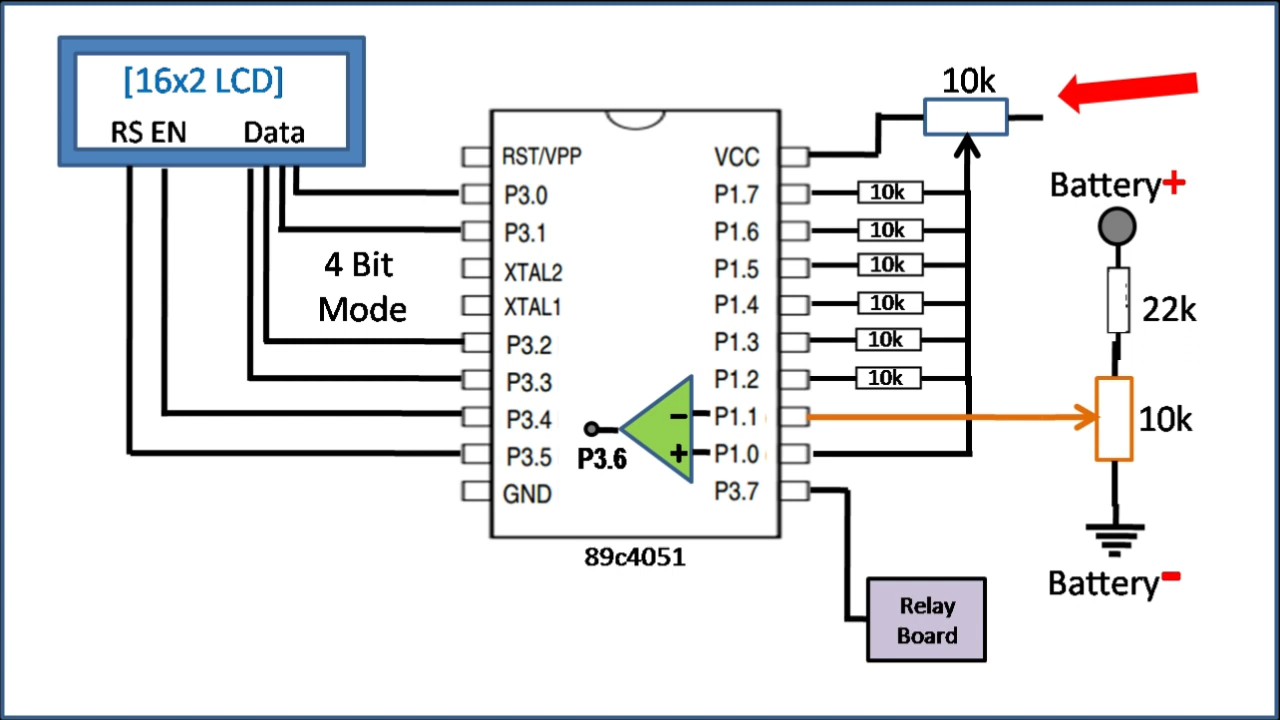 [16x2 LCD]
RS EN Data
4 Bit
Mode
RST/VPP
P3.0
P3.1
XTAL2
XTAL1
P3.2
P3.3
P3.4
P3.5
GND
VCC
P1.7
P1.6
P1.5
P1.4
P1.3
P1.2
P1.1
P1.0
P3.7
-
+
P3.6
89c4051
10k
10k
10k
10k
10k
10k
10k
Battery+
22k
10k
Battery-
Relay
Board